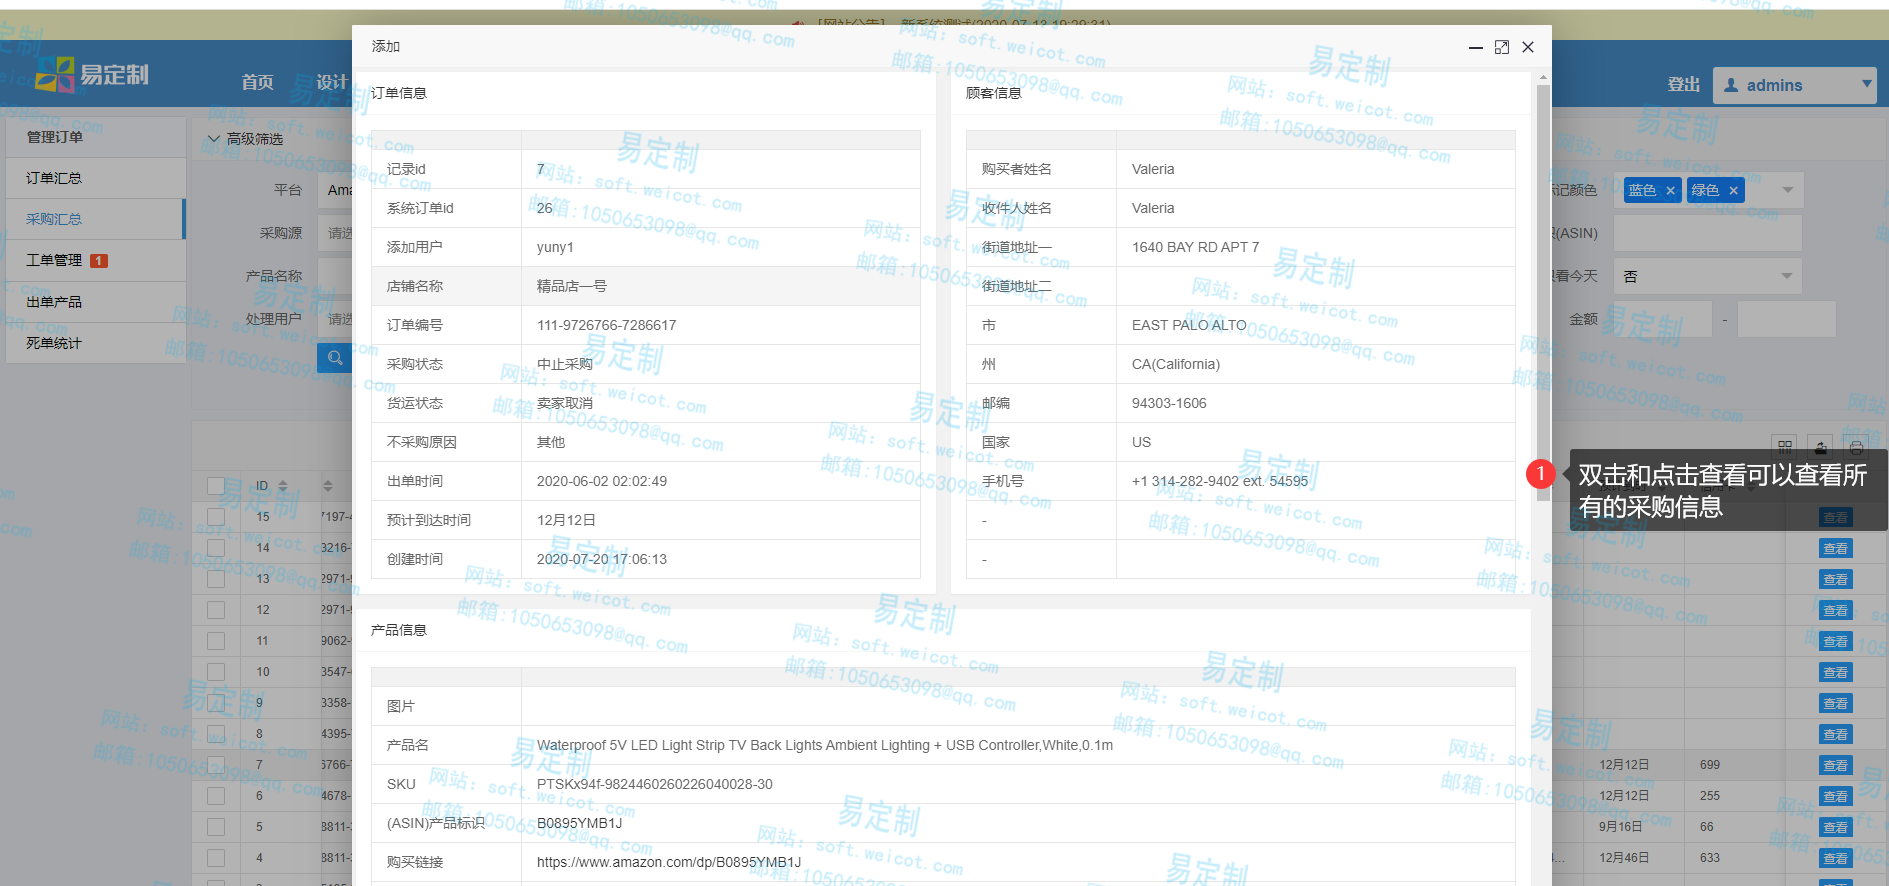 [网站公告] 新系统测试(2020-07-13 19:29:31)
易定制
首页
设计
登出
admins
添加
管理订单
订单汇总
采购汇总
工单管理 1
出单产品
死单统计
高级筛选
平台
Ama
采购源
请选
产品名称
处理用户
请选
记颜色
蓝色 ×
绿色 ×
(ASIN)
看今天
否
金额
-
订单信息
记录id 7
系统订单id 26
添加用户 yuny1
店铺名称 精品店一号
订单编号 111-9726766-7286617
采购状态 中止采购
货运状态 卖家取消
不采购原因 其他
出单时间 2020-06-02 02:02:49
预计到达时间 12月12日
创建时间 2020-07-20 17:06:13
顾客信息
购买者姓名 Valeria
收件人姓名 Valeria
街道地址一 1640 BAY RD APT 7
街道地址二
市 EAST PALO ALTO
州 CA(California)
邮编 94303-1606
国家 US
手机号 +1 314-282-9402 ext. 54595
-
-
产品信息
图片
产品名 Waterproof 5V LED Light Strip TV Back Lights Ambient Lighting + USB Controller,White,0.1m
SKU PTSKx94f-9824460260226040028-30
(ASIN)产品标识 B0895YMB1J
购买链接 https://www.amazon.com/dp/B0895YMB1J
1
双击和点击查看可以查看所
有的采购信息
ID
15 7197-4 查看
14 3216- 查看
13 2971- 查看
12 2971- 查看
11 9062- 查看
10 3547- 查看
9 3358- 查看
8 4395- 查看
7 6766- 12月12日 699 查看
6 4678- 12月12日 255 查看
5 8811- 9月16日 66 查看
4 8811- 12月46日 633 查看
易定制
网站: soft.weicot.com
邮箱:1050653098@qq.com